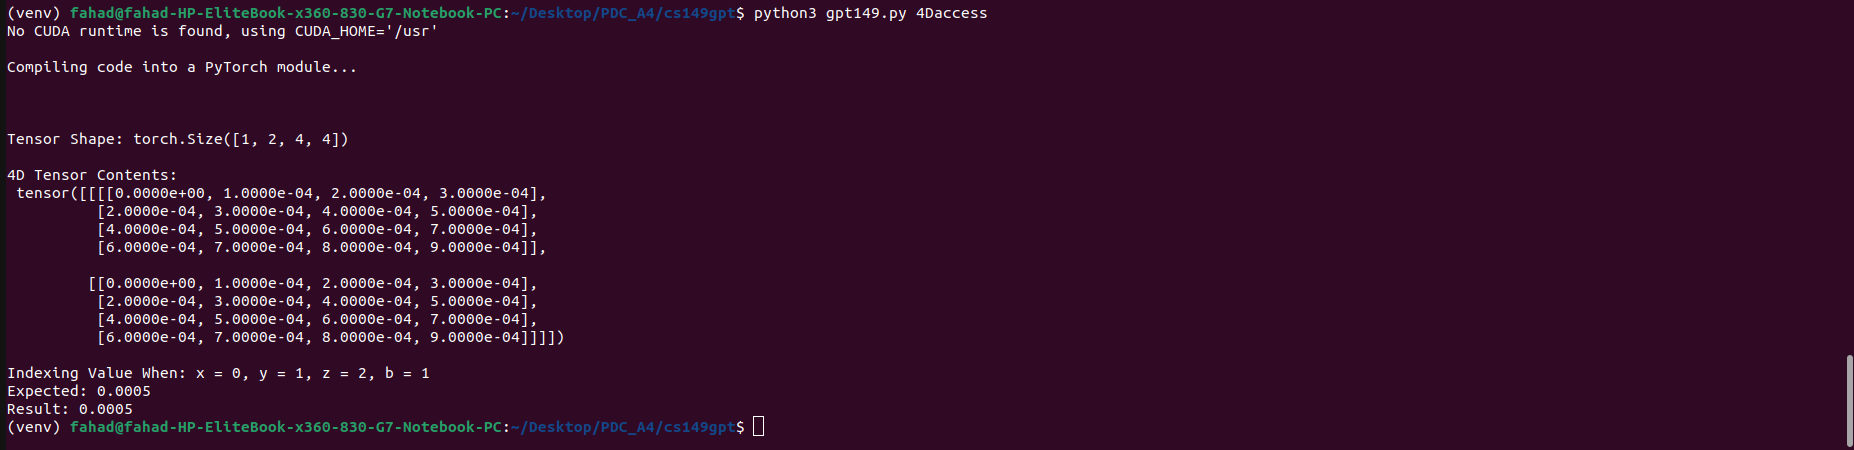 (venv) fahad@fahad-HP-EliteBook-x360-830-G7-Notebook-PC:~/Desktop/PDC_A4/cs149gpt$ python3 gpt149.py 4Daccess
No CUDA runtime is found, using CUDA_HOME='/usr'
Compiling code into a PyTorch module...
Tensor Shape: torch.Size([1, 2, 4, 4])
4D Tensor Contents:
 tensor([[[[0.0000e+00, 1.0000e-04, 2.0000e-04, 3.0000e-04],
          [2.0000e-04, 3.0000e-04, 4.0000e-04, 5.0000e-04],
          [4.0000e-04, 5.0000e-04, 6.0000e-04, 7.0000e-04],
          [6.0000e-04, 7.0000e-04, 8.0000e-04, 9.0000e-04]],
         [[0.0000e+00, 1.0000e-04, 2.0000e-04, 3.0000e-04],
          [2.0000e-04, 3.0000e-04, 4.0000e-04, 5.0000e-04],
          [4.0000e-04, 5.0000e-04, 6.0000e-04, 7.0000e-04],
          [6.0000e-04, 7.0000e-04, 8.0000e-04, 9.0000e-04]]]])
Indexing Value When: x = 0, y = 1, z = 2, b = 1
Expected: 0.0005
Result: 0.0005
(venv) fahad@fahad-HP-EliteBook-x360-830-G7-Notebook-PC:~/Desktop/PDC_A4/cs149gpt$